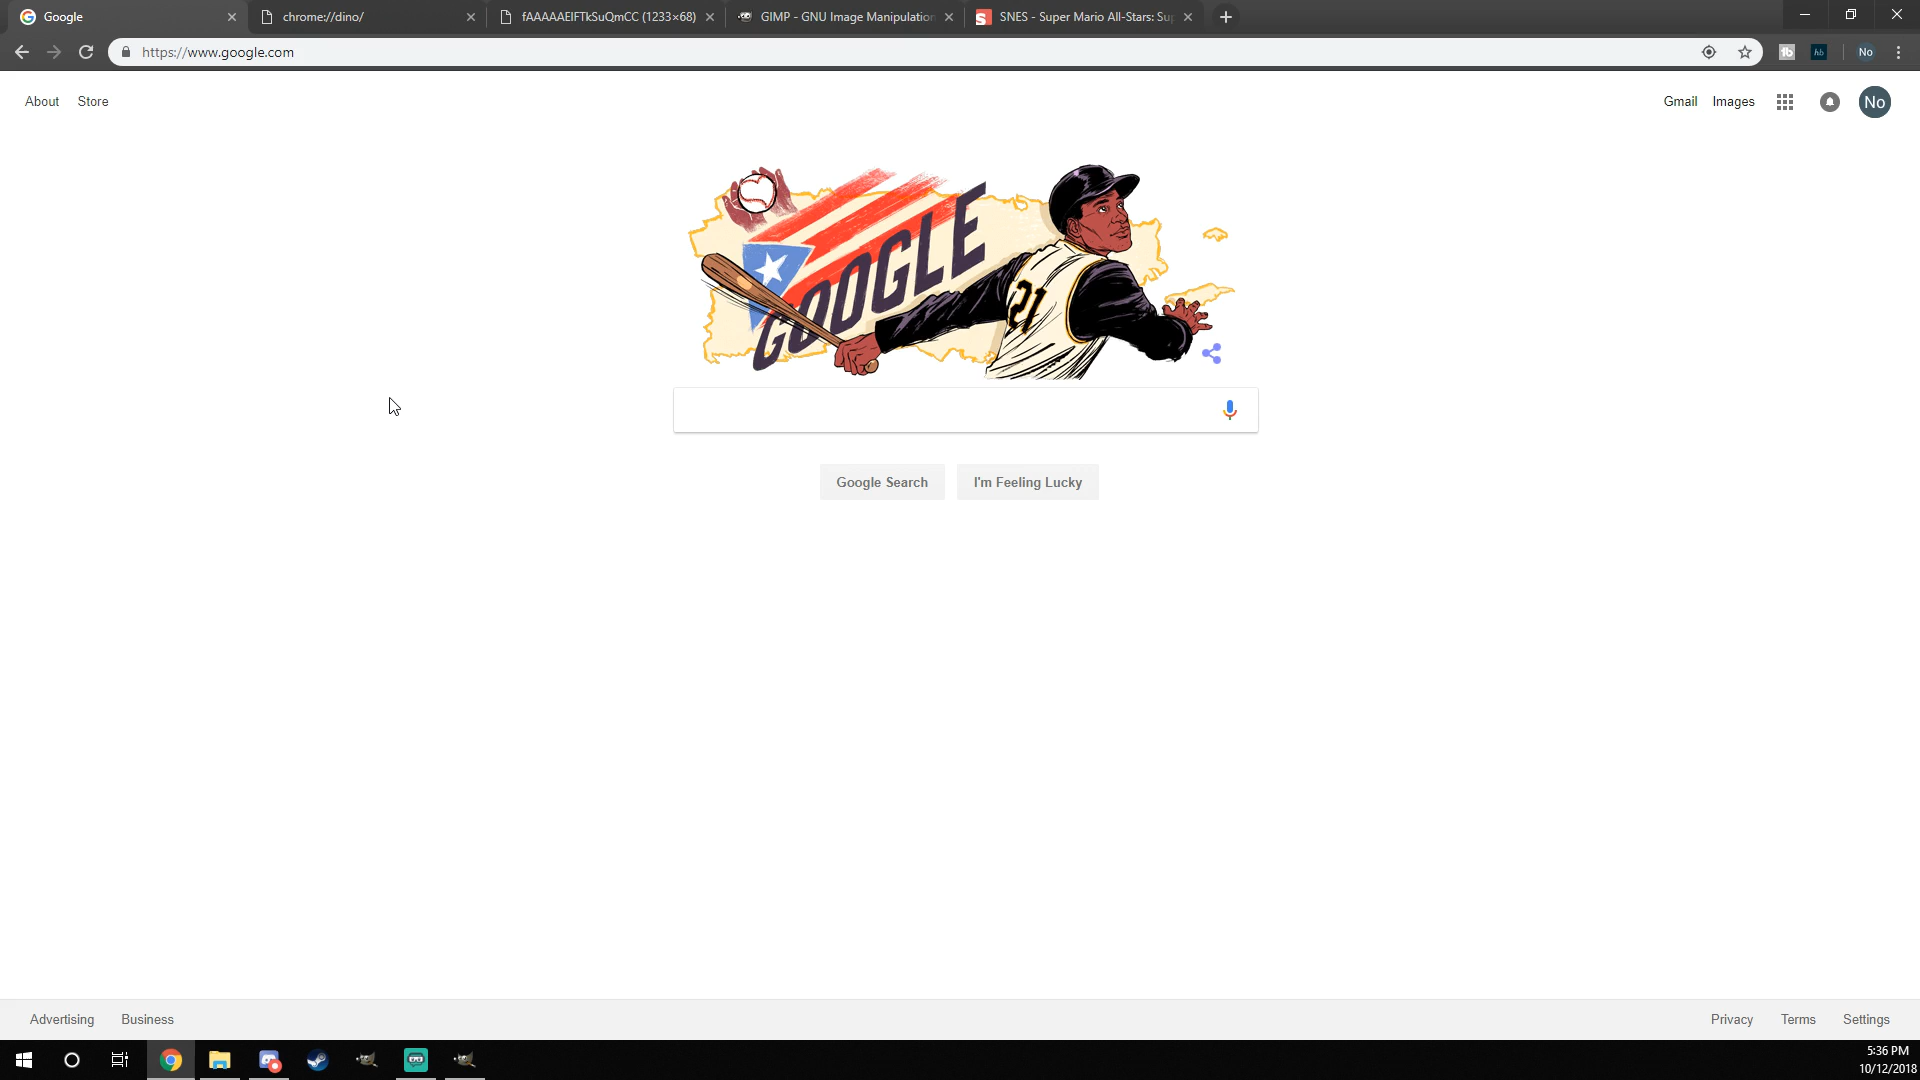 Google
chrome://dino/
fAAAAAElFTkSuQmCC (1233×68)
GIMP - GNU Image Manipulation
SNES - Super Mario All-Stars: Su
https://www.google.com
No
About
Store
Gmail
Images
No
GOOGLE
21
Google Search
I'm Feeling Lucky
Advertising
Business
Privacy
Terms
Settings
5:36 PM
10/12/2018